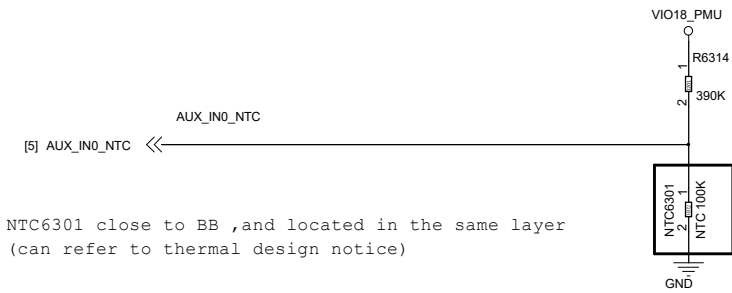 VIO18_PMU
R6314
1
2
390K
AUX_IN0_NTC
[5] AUX_IN0_NTC
NTC6301
1
2
NTC 100K
NTC6301 close to BB ,and located in the same layer
(can refer to thermal design notice)
GND